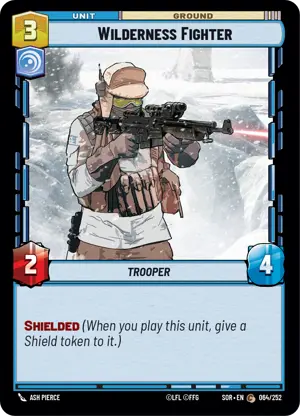 3
UNIT
GROUND
WILDERNESS FIGHTER
2
TROOPER
4
SHIELDED (When you play this unit, give a
Shield token to it.)
ASH PIERCE
©LFL ©FFG
SOR • EN
C
064/252